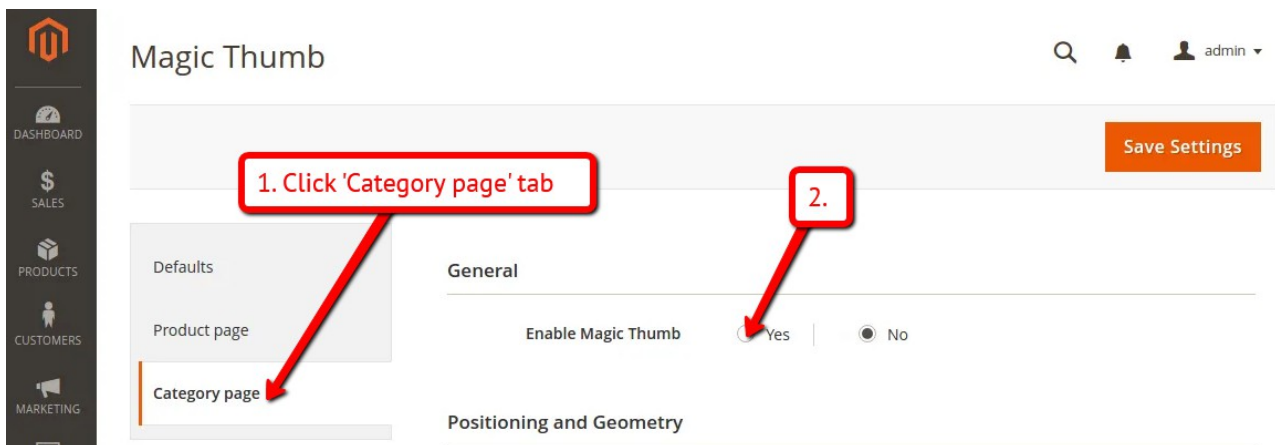 Magic Thumb
admin
DASHBOARD
Save Settings
1. Click 'Category page' tab
2.
$
SALES
Defaults
General
PRODUCTS
Product page
Enable Magic Thumb
Yes
No
CUSTOMERS
Category page
MARKETING
Positioning and Geometry